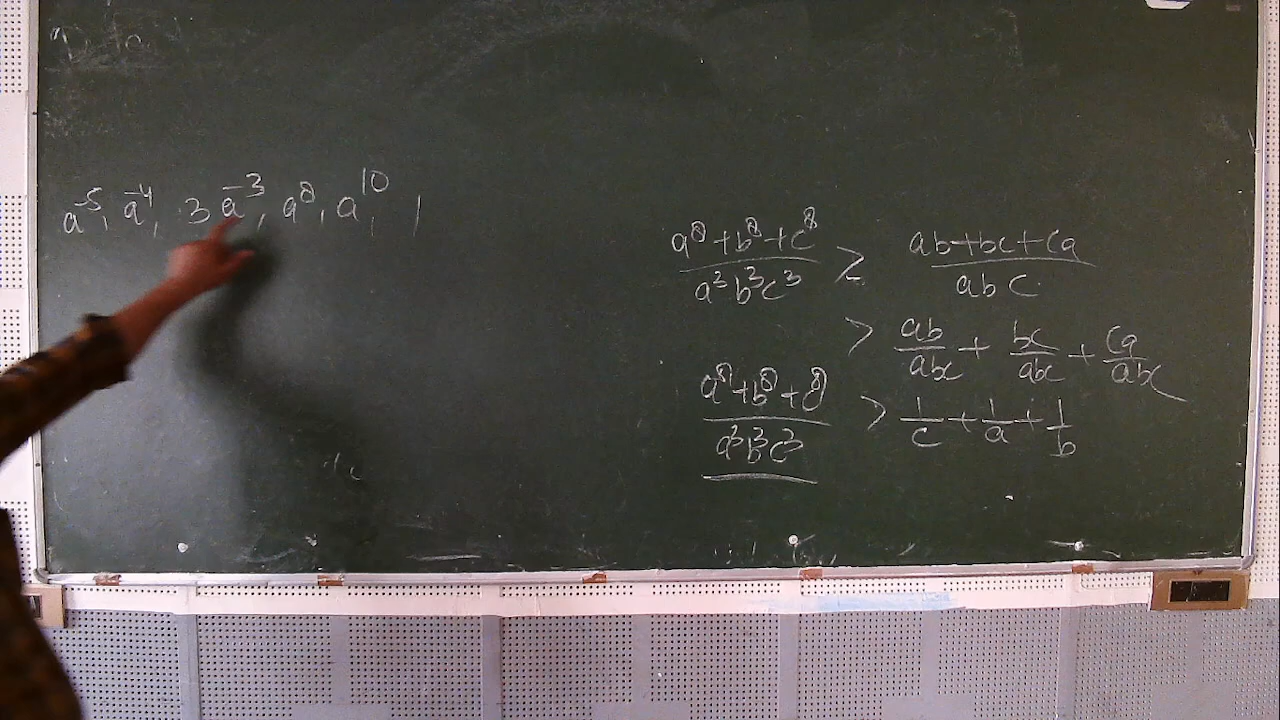 a⁻⁵, a⁻⁴, 3a⁻³, a⁸, a¹⁰, 1
(a⁸+b⁸+c⁸)/(a³b³c³) ≥ (ab+bc+ca)/(abc)
> ab/abc + bc/abc + ca/abc
(a⁸+b⁸+c⁸)/(a³b³c³) > 1/c + 1/a + 1/b